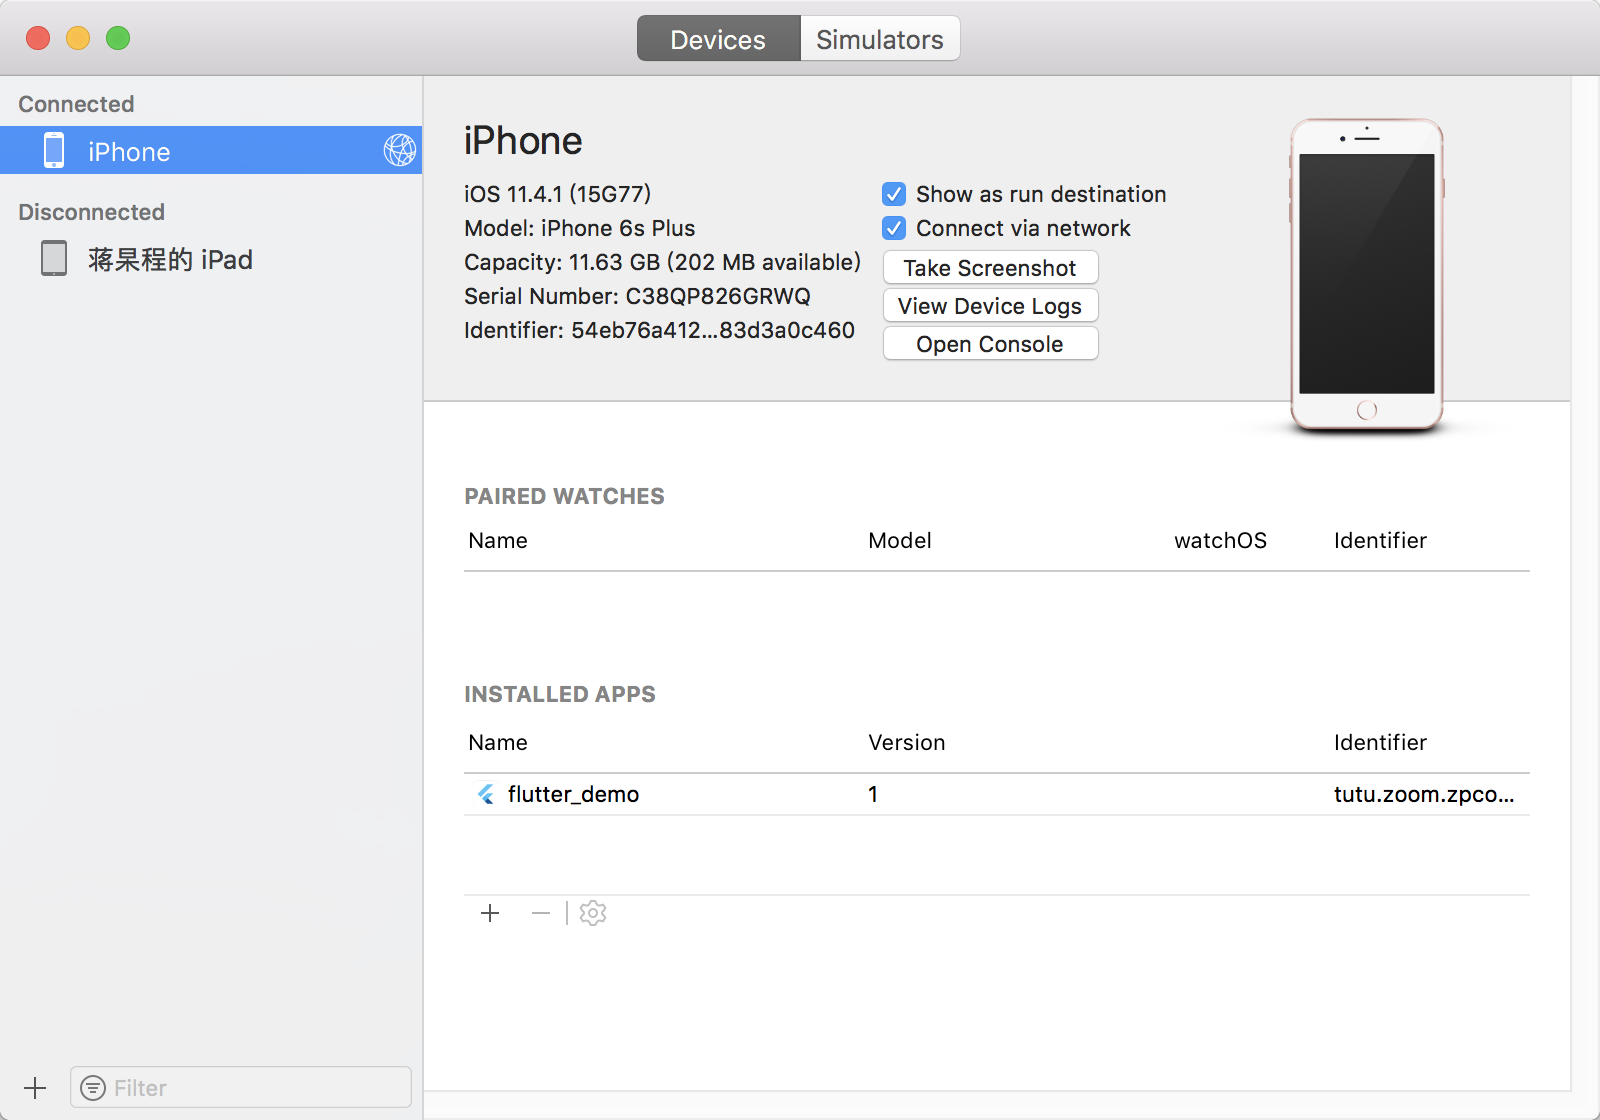 Devices
Simulators
Connected
iPhone
Disconnected
蒋杲程的 iPad
Filter
iPhone
iOS 11.4.1 (15G77)
Model: iPhone 6s Plus
Capacity: 11.63 GB (202 MB available)
Serial Number: C38QP826GRWQ
Identifier: 54eb76a412...83d3a0c460
Show as run destination
Connect via network
Take Screenshot
View Device Logs
Open Console
PAIRED WATCHES
Name Model watchOS Identifier
INSTALLED APPS
Name Version Identifier
flutter_demo 1 tutu.zoom.zpco...